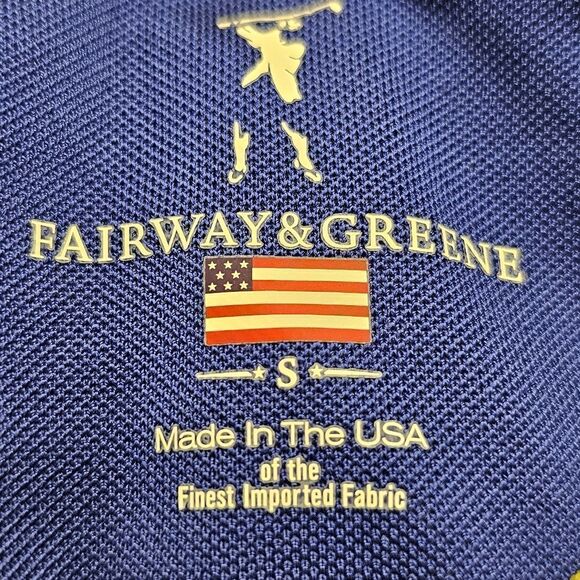 FAIRWAY & GREENE
S
Made In The USA
of the
Finest Imported Fabric